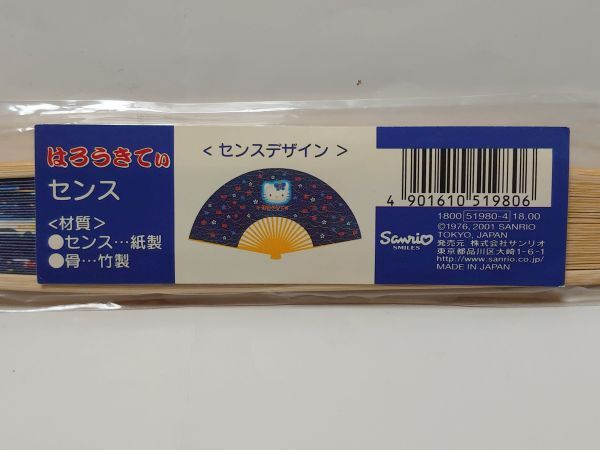 はろうきてぃ
センス
<材質>
●センス…紙製
●骨…竹製
<センスデザイン>
4 901610 519806
1800 51980-4 18.00
©1976, 2001 SANRIO
TOKYO, JAPAN
発売元 株式会社サンリオ
東京都品川区大崎1-6-1
http://www.sanrio.co.jp/
MADE IN JAPAN
Sanrio
SMILES